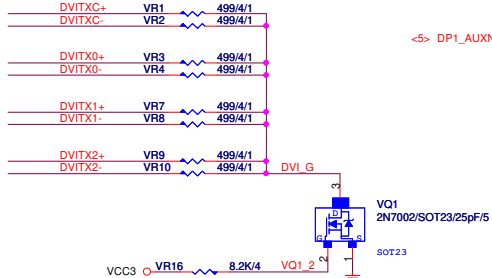 DVITXC+ VR1 499/4/1
DVITXC- VR2 499/4/1
<5> DP1_AUXN
DVITX0+ VR3 499/4/1
DVITX0- VR4 499/4/1
DVITX1+ VR7 499/4/1
DVITX1- VR8 499/4/1
DVITX2+ VR9 499/4/1
DVITX2- VR10 499/4/1
DVI_G
3
VQ1
2N7002/SOT23/25pF/5
D
G S
SOT23
2 1
VCC3 VR16 8.2K/4 VQ1_2